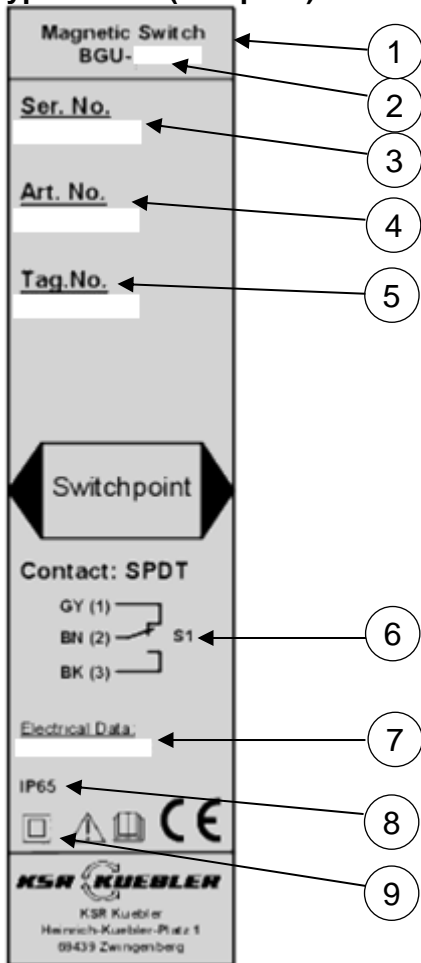 Magnetic Switch
BGU-
Ser. No.
Art. No.
Tag.No.
Switchpoint
Contact: SPDT
GY (1)
BN (2) S1
BK (3)
Electrical Data:
IP65
CE
KSR KUEBLER
KSR Kuebler
Heinrich-Kuebler-Platz 1
69439 Zwingenberg
1
2
3
4
5
6
7
8
9